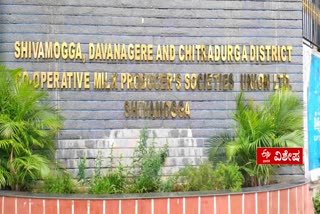 SHIVAMOGGA, DAVANAGERE AND CHITRADURGA DISTRICT
CO-OPERATIVE MILK PRODUCER'S SOCIETIES UNION LTD.
SHIVAMOGGA
ವಿಶೇಷ